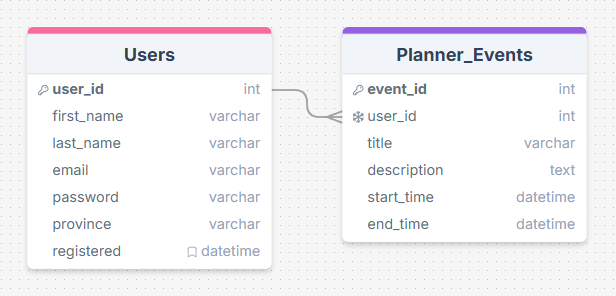 Users
user_id int
first_name varchar
last_name varchar
email varchar
password varchar
province varchar
registered datetime
Planner_Events
event_id int
user_id int
title varchar
description text
start_time datetime
end_time datetime